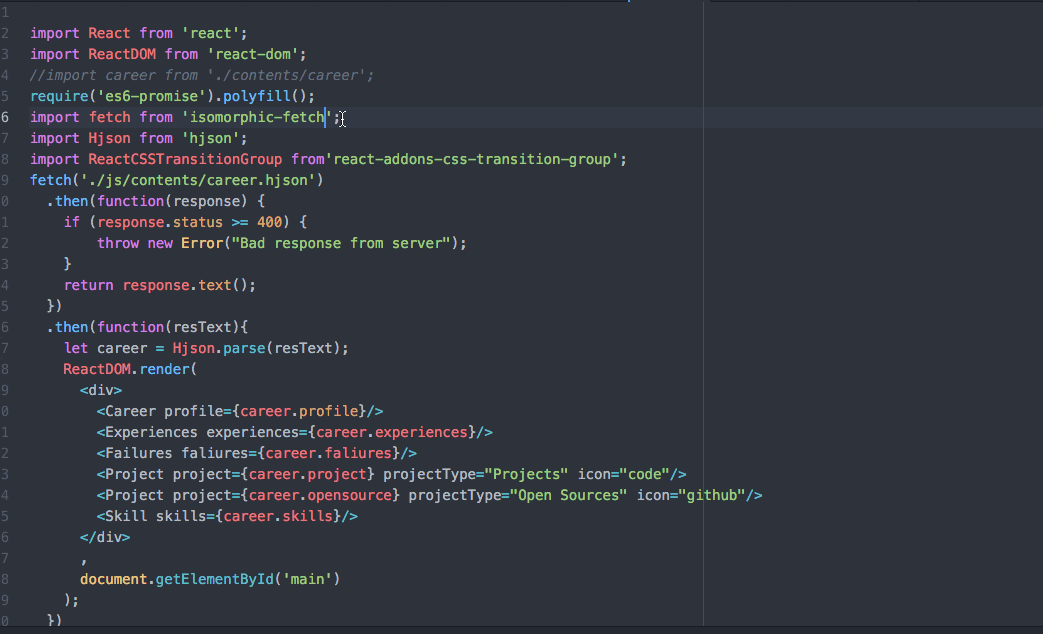 1
2 import React from 'react';
3 import ReactDOM from 'react-dom';
4 //import career from './contents/career';
5 require('es6-promise').polyfill();
6 import fetch from 'isomorphic-fetch';
7 import Hjson from 'hjson';
8 import ReactCSSTransitionGroup from'react-addons-css-transition-group';
9 fetch('./js/contents/career.hjson')
0 .then(function(response) {
1 if (response.status >= 400) {
2 throw new Error("Bad response from server");
3 }
4 return response.text();
5 })
6 .then(function(resText){
7 let career = Hjson.parse(resText);
8 ReactDOM.render(
9 <div>
0 <Career profile={career.profile}/>
1 <Experiences experiences={career.experiences}/>
2 <Failures faliures={career.faliures}/>
3 <Project project={career.project} projectType="Projects" icon="code"/>
4 <Project project={career.opensource} projectType="Open Sources" icon="github"/>
5 <Skill skills={career.skills}/>
6 </div>
7 ,
8 document.getElementById('main')
9 );
0 })